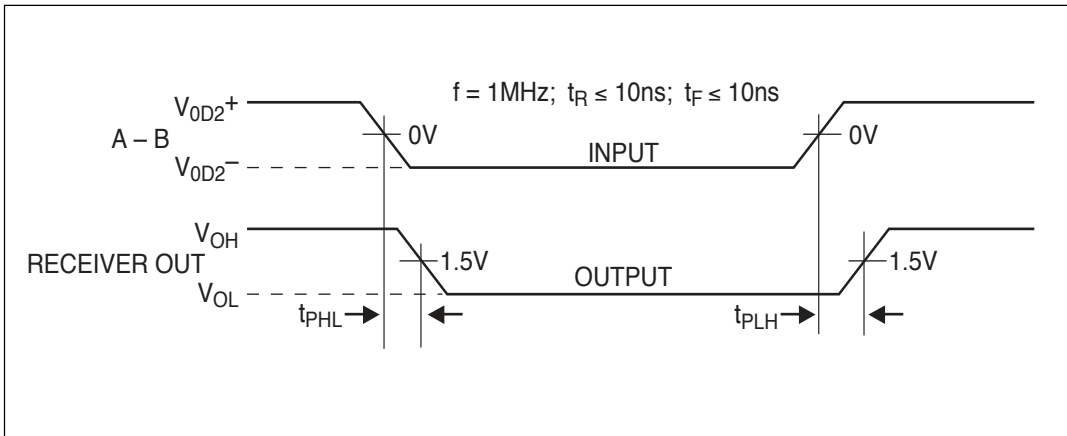 f = 1MHz; tR ≤ 10ns; tF ≤ 10ns
V0D2+
A – B
0V
0V
V0D2–
INPUT
VOH
RECEIVER OUT
1.5V
1.5V
VOL
OUTPUT
tPHL
tPLH